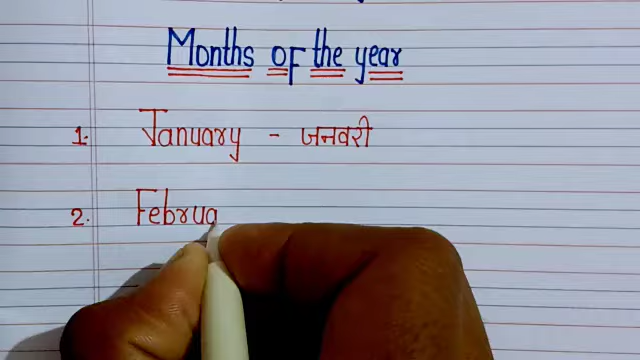 Months of the year
1. January - जनवरी
2. Februa